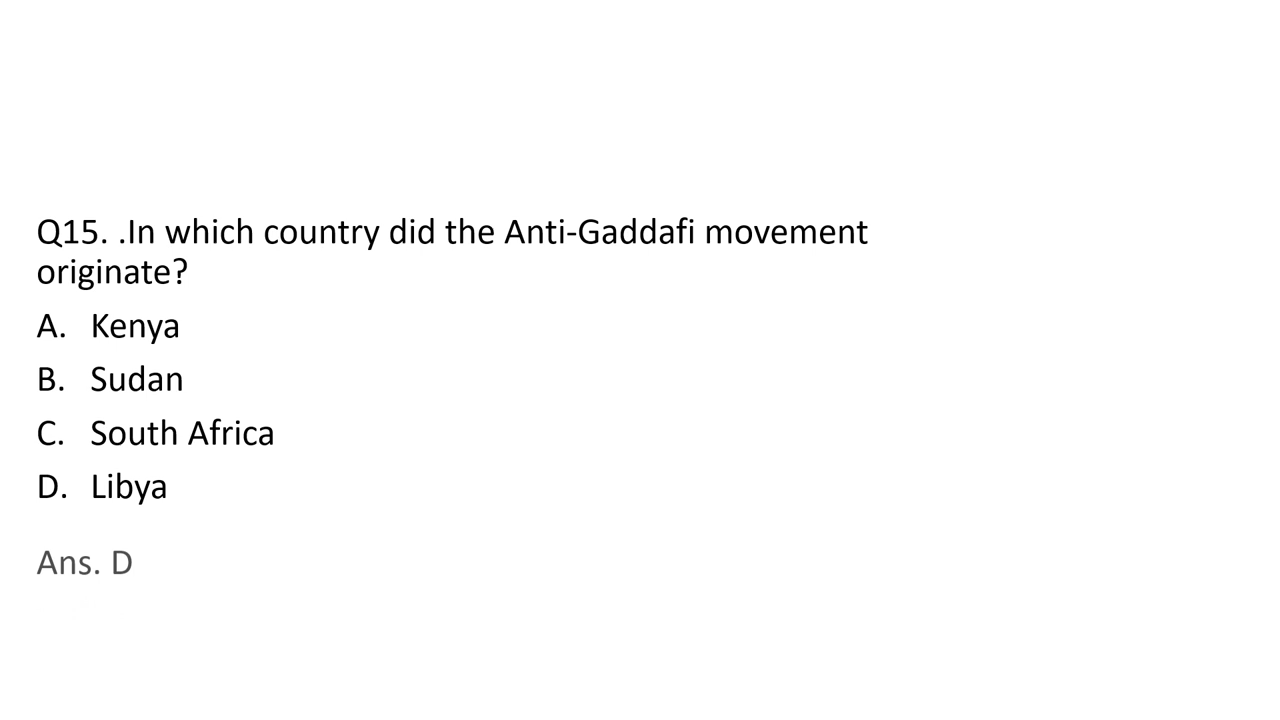 Q15. .In which country did the Anti-Gaddafi movement
originate?
A. Kenya
B. Sudan
C. South Africa
D. Libya
Ans. D